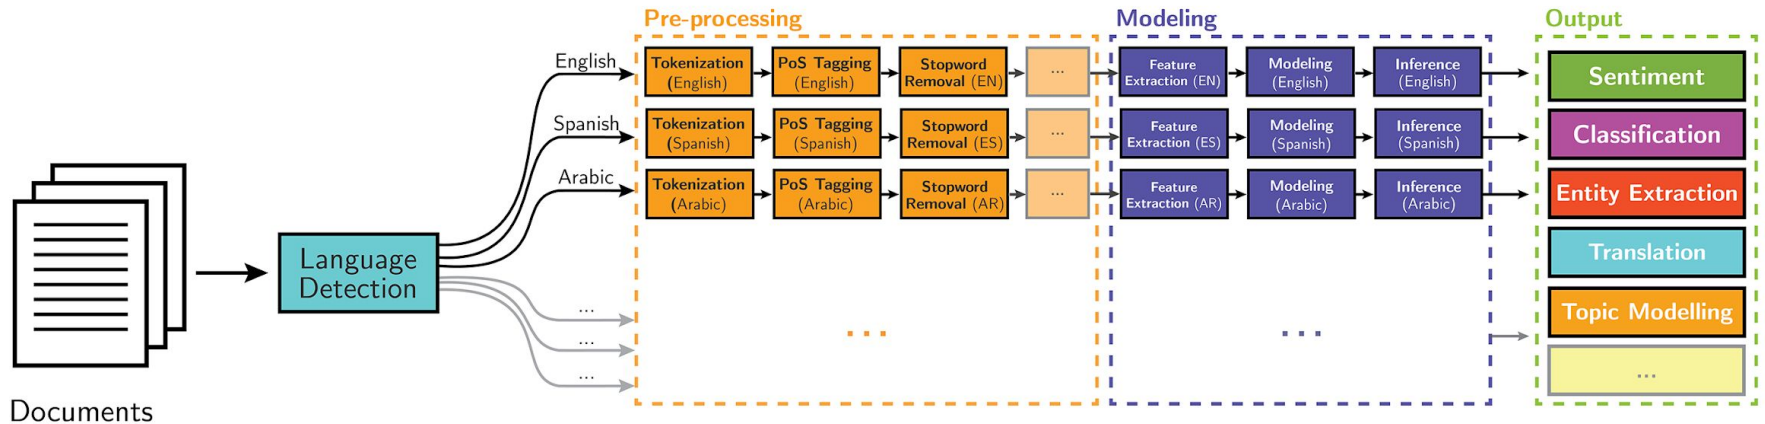 Pre-processing
Modeling
Output
English
Tokenization
(English)
PoS Tagging
(English)
Stopword
Removal (EN)
...
Feature
Extraction (EN)
Modeling
(English)
Inference
(English)
Sentiment
Spanish
Tokenization
(Spanish)
PoS Tagging
(Spanish)
Stopword
Removal (ES)
...
Feature
Extraction (ES)
Modeling
(Spanish)
Inference
(Spanish)
Classification
Arabic
Tokenization
(Arabic)
PoS Tagging
(Arabic)
Stopword
Removal (AR)
...
Feature
Extraction (AR)
Modeling
(Arabic)
Inference
(Arabic)
Entity Extraction
Language
Detection
Translation
...
...
...
...
...
Topic Modelling
...
Documents